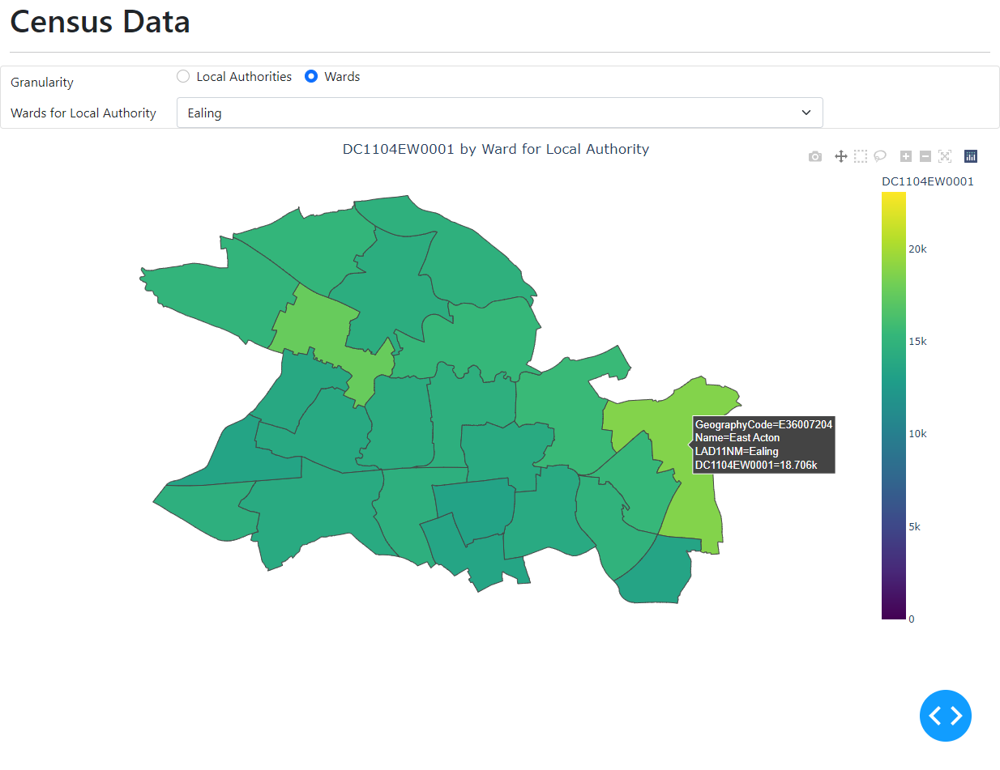 Census Data
Granularity
Local Authorities
Wards
Wards for Local Authority
Ealing
DC1104EW0001 by Ward for Local Authority
DC1104EW0001
20k
15k
10k
5k
0
GeographyCode=E36007204
Name=East Acton
LAD11NM=Ealing
DC1104EW0001=18.706k